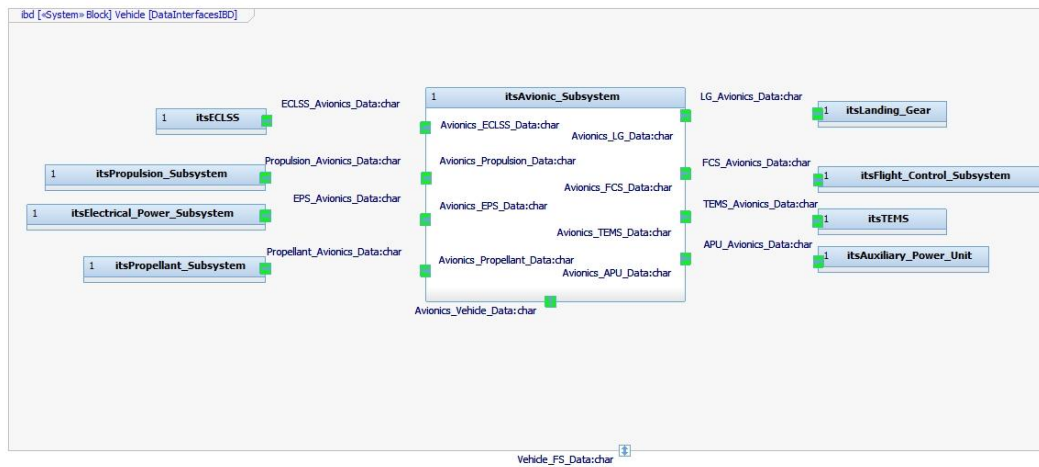 ibd [«System» Block] Vehicle [DataInterfacesIBD]
ECLSS_Avionics_Data:char
1 itsECLSS
Propulsion_Avionics_Data:char
1 itsPropulsion_Subsystem
EPS_Avionics_Data:char
1 itsElectrical_Power_Subsystem
Propellant_Avionics_Data:char
1 itsPropellant_Subsystem
1 itsAvionic_Subsystem
Avionics_ECLSS_Data:char
Avionics_LG_Data:char
Avionics_Propulsion_Data:char
Avionics_FCS_Data:char
Avionics_EPS_Data:char
Avionics_TEMS_Data:char
Avionics_Propellant_Data:char
Avionics_APU_Data:char
Avionics_Vehicle_Data:char
LG_Avionics_Data:char
1 itsLanding_Gear
FCS_Avionics_Data:char
1 itsFlight_Control_Subsystem
TEMS_Avionics_Data:char
1 itsTEMS
APU_Avionics_Data:char
1 itsAuxiliary_Power_Unit
Vehicle_FS_Data:char